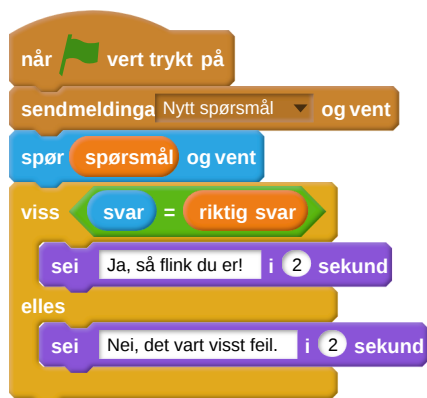 når vert trykt på
sendmeldinga Nytt spørsmål og vent
spør spørsmål og vent
viss svar = riktig svar
sei Ja, så flink du er! i 2 sekund
elles
sei Nei, det vart visst feil. i 2 sekund